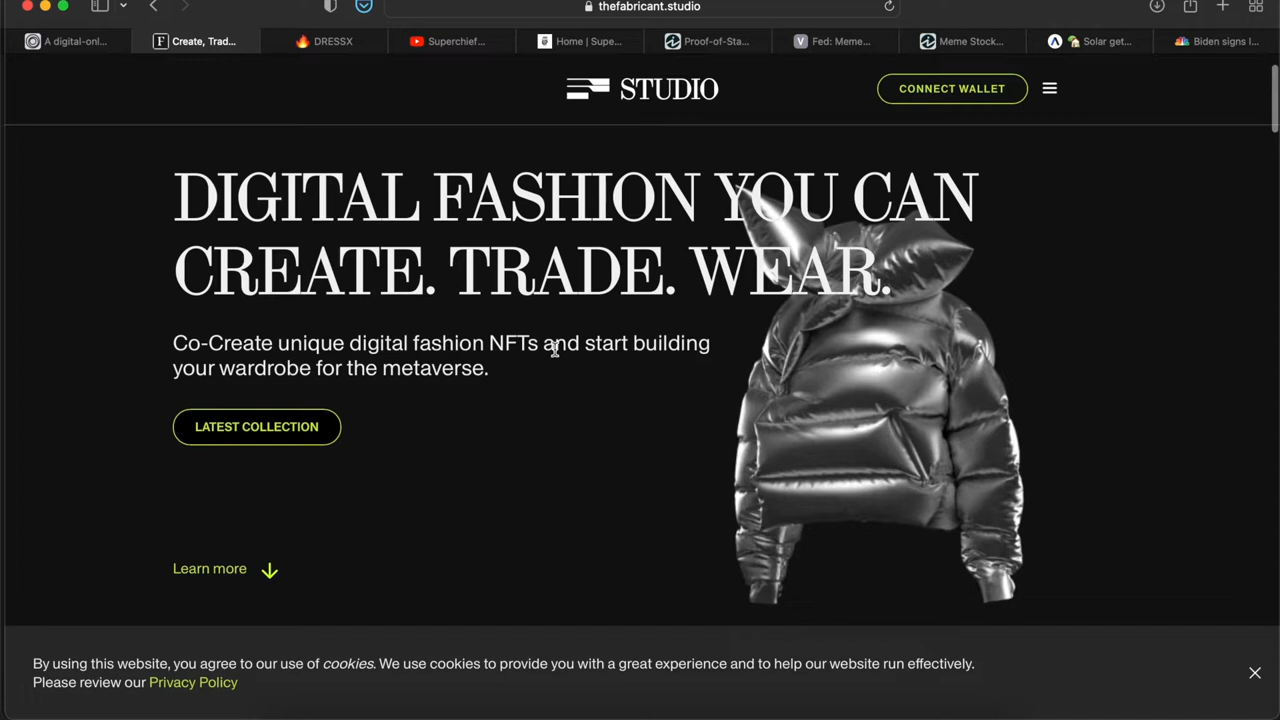 thefabricant.studio
A digital-onl...
Create, Trad...
DRESSX
Superchief...
Home | Supe...
Proof-of-Sta...
Fed: Meme...
Meme Stock...
Solar get...
Biden signs I...
STUDIO
CONNECT WALLET
DIGITAL FASHION YOU CAN
CREATE. TRADE. WEAR.
Co-Create unique digital fashion NFTs and start building
your wardrobe for the metaverse.
LATEST COLLECTION
Learn more
By using this website, you agree to our use of cookies. We use cookies to provide you with a great experience and to help our website run effectively.
Please review our Privacy Policy